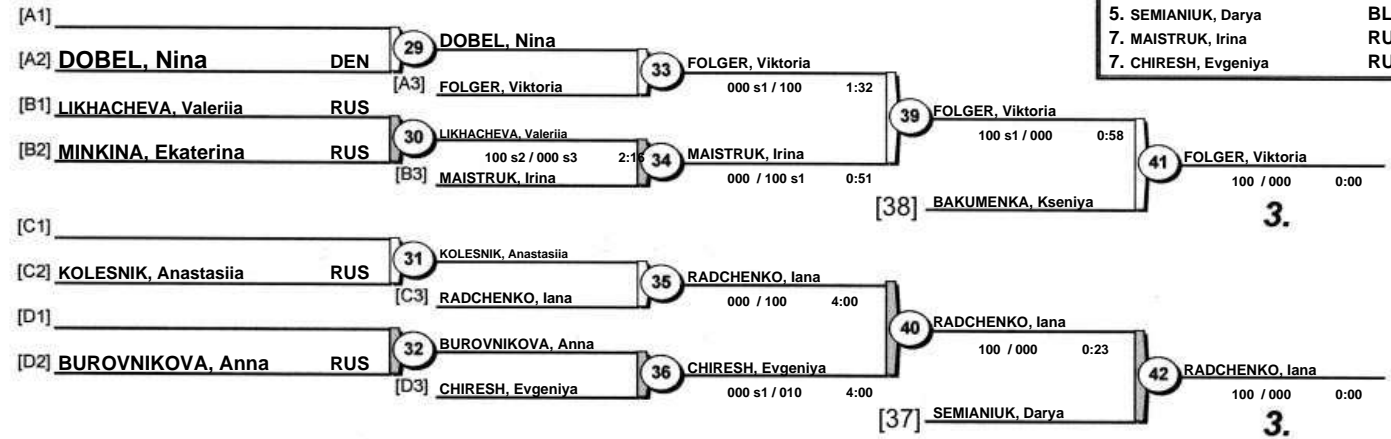 5. SEMIANIUK, Darya BL
7. MAISTRUK, Irina RU
7. CHIRESH, Evgeniya RU
[A1]
[A2] DOBEL, Nina DEN
29 DOBEL, Nina
[A3] FOLGER, Viktoria
33 FOLGER, Viktoria
000 s1 / 100 1:32
[B1] LIKHACHEVA, Valeriia RUS
[B2] MINKINA, Ekaterina RUS
30 LIKHACHEVA, Valeriia
100 s2 / 000 s3 2:16
[B3] MAISTRUK, Irina
34 MAISTRUK, Irina
000 / 100 s1 0:51
39 FOLGER, Viktoria
100 s1 / 000 0:58
[38] BAKUMENKA, Kseniya
41 FOLGER, Viktoria
100 / 000 0:00
3.
[C1]
[C2] KOLESNIK, Anastasiia RUS
31 KOLESNIK, Anastasiia
[C3] RADCHENKO, Iana
35 RADCHENKO, Iana
000 / 100 4:00
[D1]
[D2] BUROVNIKOVA, Anna RUS
32 BUROVNIKOVA, Anna
[D3] CHIRESH, Evgeniya
36 CHIRESH, Evgeniya
000 s1 / 010 4:00
40 RADCHENKO, Iana
100 / 000 0:23
[37] SEMIANIUK, Darya
42 RADCHENKO, Iana
100 / 000 0:00
3.